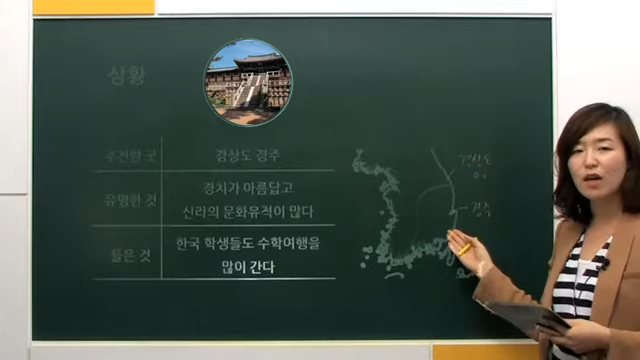 상황
추천한 곳
경상도 경주
유명한 것
경치가 아름답고
신라의 문화유적이 많다
들은 것
한국 학생들도 수학여행을
많이 간다
경상도
경주